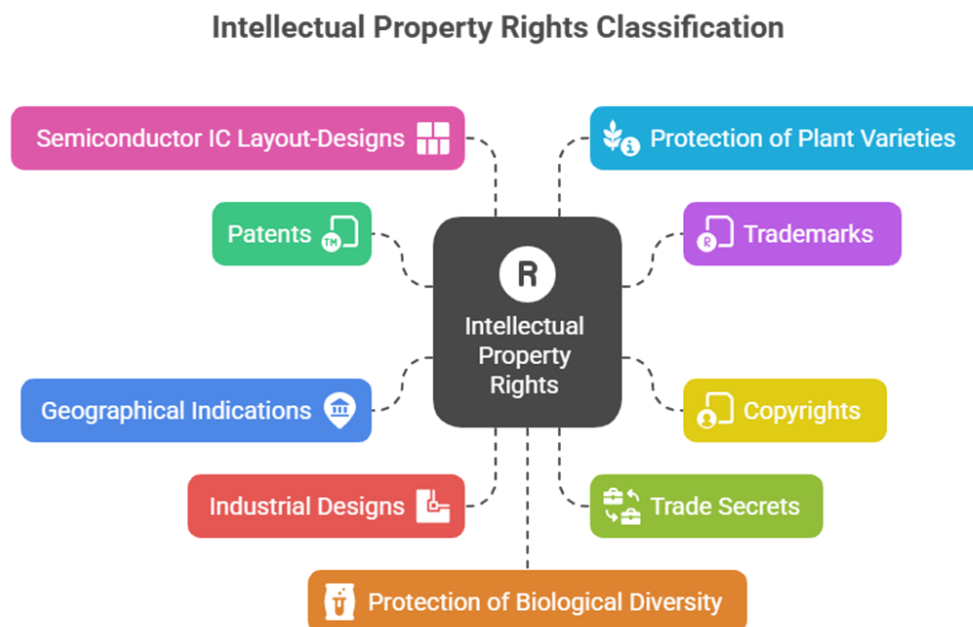 Intellectual Property Rights Classification
Semiconductor IC Layout-Designs
Protection of Plant Varieties
Patents
TM
R
Trademarks
R
Intellectual
Property
Rights
Geographical Indications
Copyrights
Industrial Designs
Trade Secrets
Protection of Biological Diversity